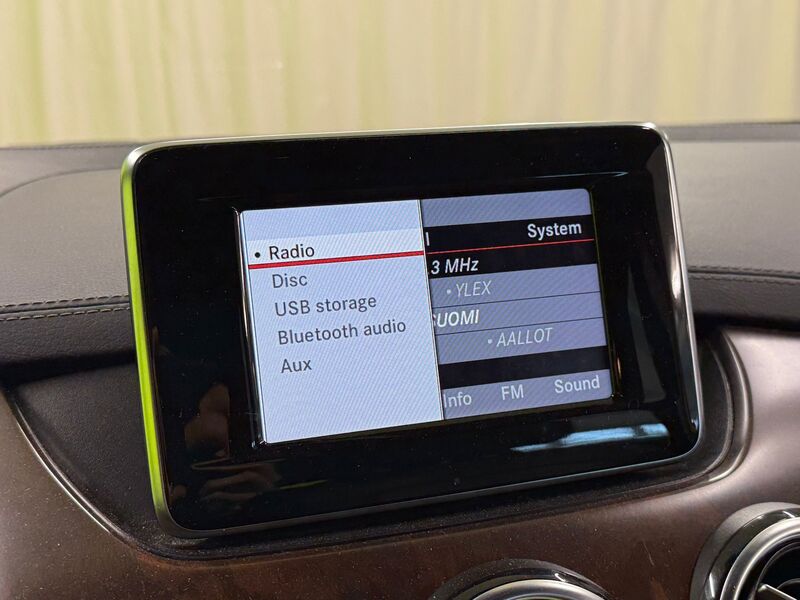 Radio
Disc
USB storage
Bluetooth audio
Aux
System
3 MHz
• YLEX
SUOMI
• AALLOT
Info
FM
Sound